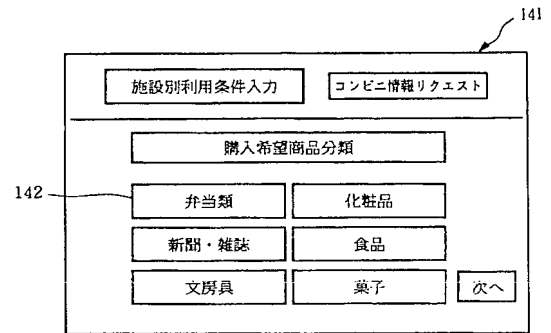 141
施設別利用条件入力 コンビニ情報リクエスト
購入希望商品分類
142
弁当類 化粧品
新聞・雑誌 食品
文房具 菓子 次へ